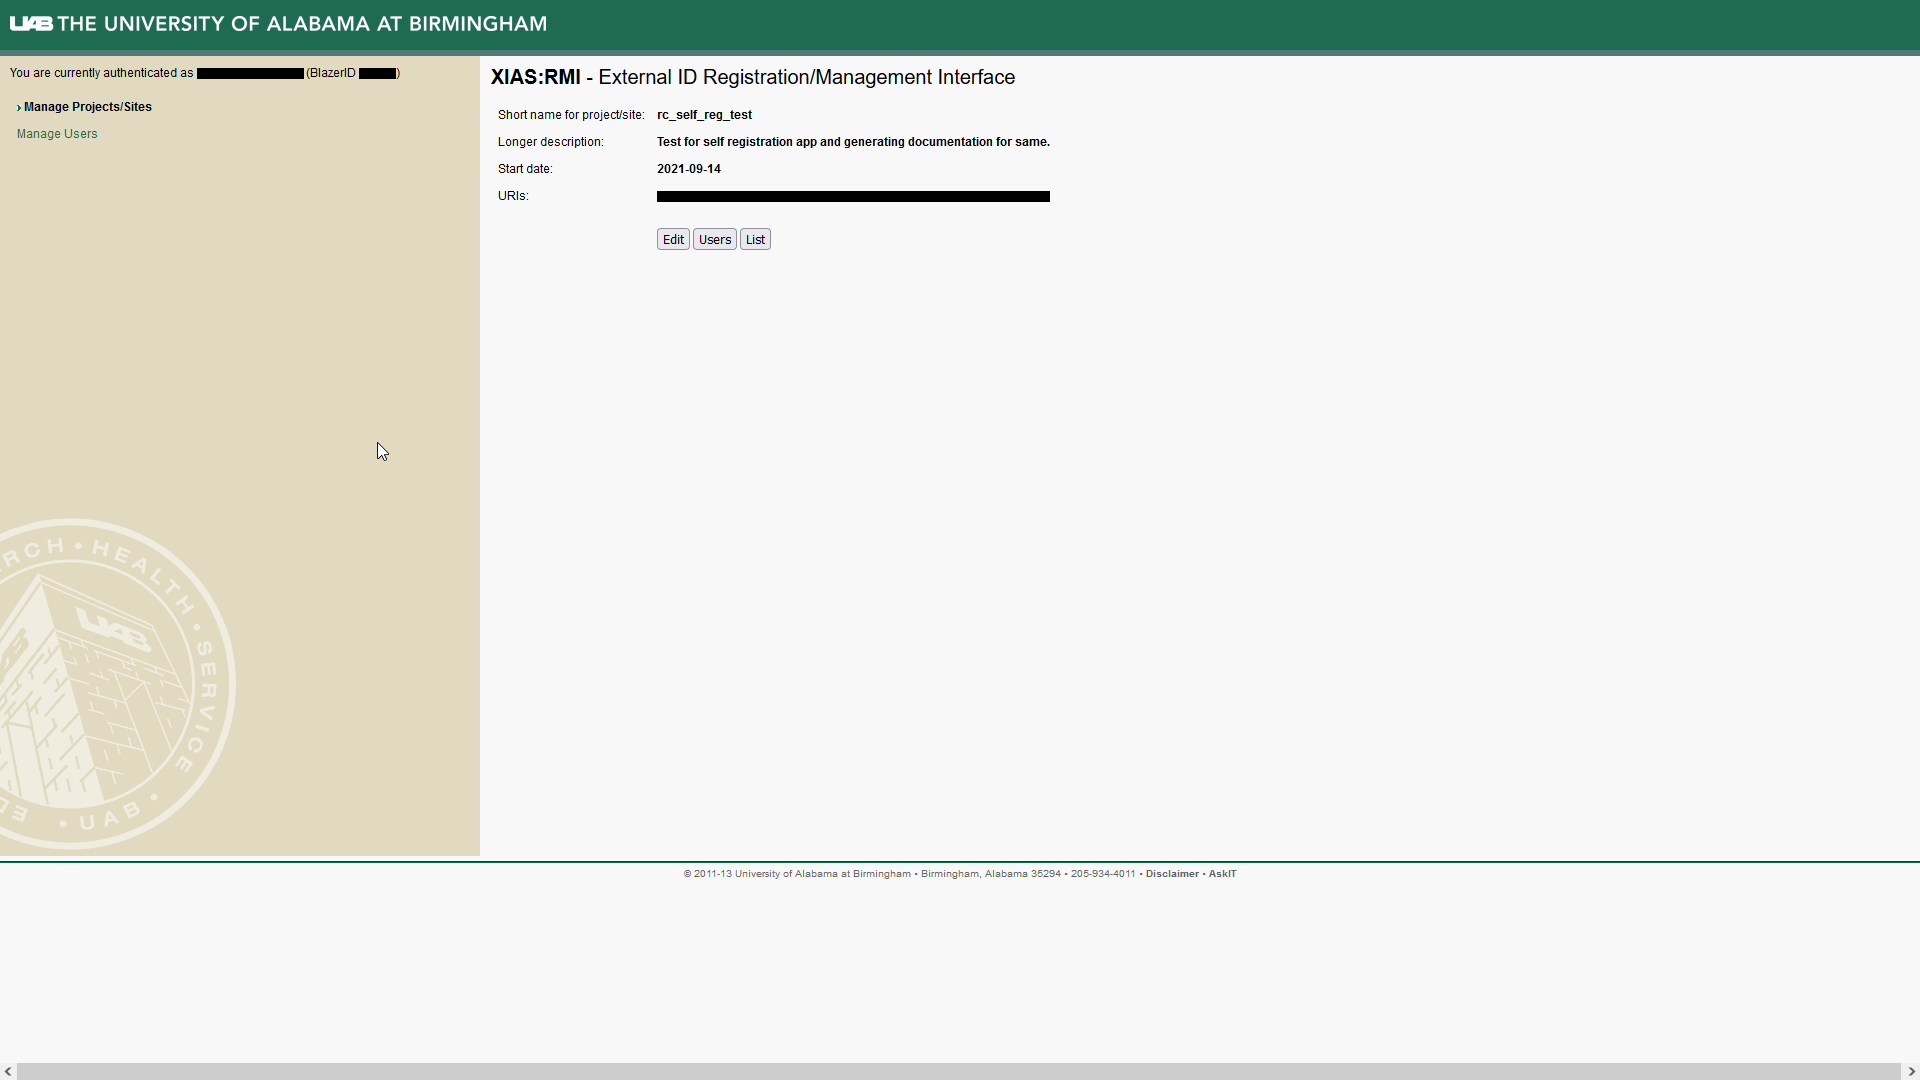 UAB THE UNIVERSITY OF ALABAMA AT BIRMINGHAM
You are currently authenticated as (BlazerID )
› Manage Projects/Sites
Manage Users
XIAS:RMI - External ID Registration/Management Interface
Short name for project/site: rc_self_reg_test
Longer description: Test for self registration app and generating documentation for same.
Start date: 2021-09-14
URIs:
Edit Users List
RCH • HEALTH • SERVICE • UAB • ED
UAB
© 2011-13 University of Alabama at Birmingham • Birmingham, Alabama 35294 • 205-934-4011 • Disclaimer • AskIT